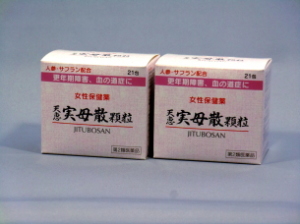 人参・サフラン配合 21包
更年期障害、血の道症に
女性保健薬
実母散顆粒
JITUBOSAN
第2類医薬品
人参・サフラン配合 21包
更年期障害、血の道症に
女性保健薬
実母散顆粒
JITUBOSAN
第2類医薬品